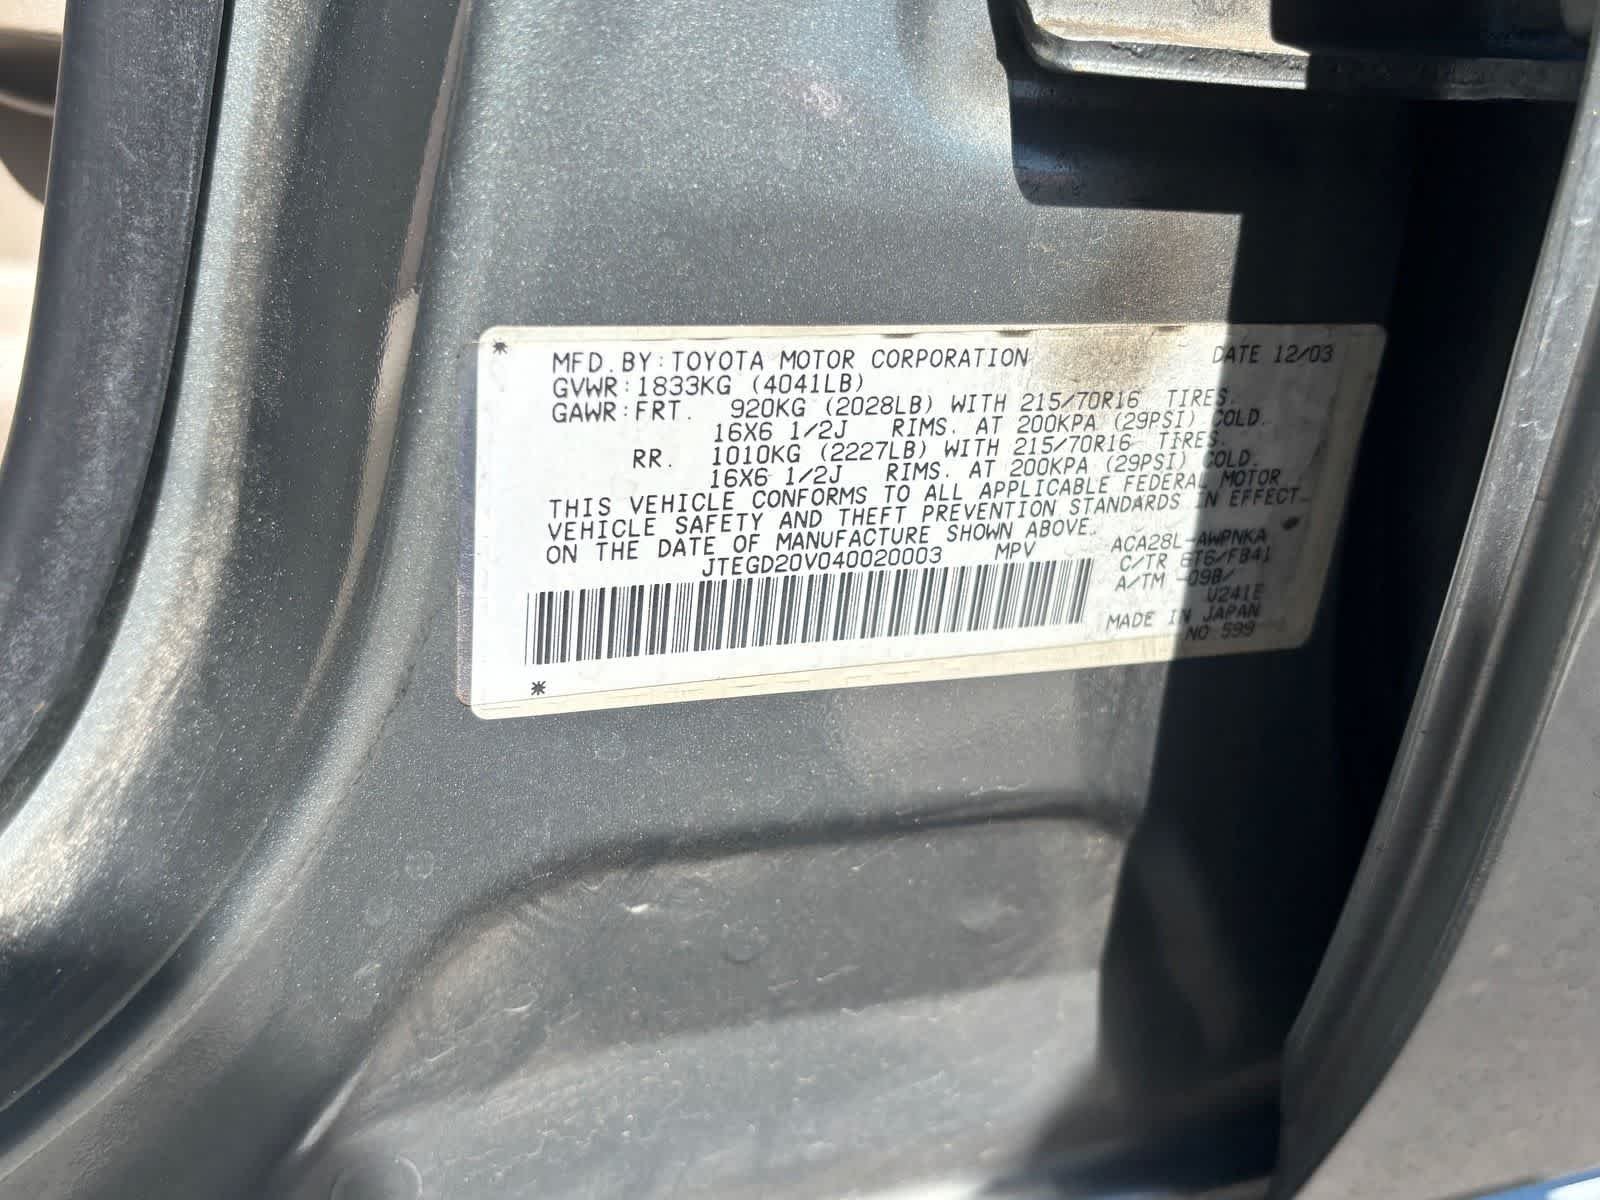 MFD. BY: TOYOTA MOTOR CORPORATION DATE 12/03
GVWR: 1833KG (4041LB)
GAWR: FRT. 920KG (2028LB) WITH 215/70R16 TIRES.
16X6 1/2J RIMS. AT 200KPA (29PSI) COLD.
RR. 1010KG (2227LB) WITH 215/70R16 TIRES.
16X6 1/2J RIMS. AT 200KPA (29PSI) COLD.
THIS VEHICLE CONFORMS TO ALL APPLICABLE FEDERAL MOTOR
VEHICLE SAFETY AND THEFT PREVENTION STANDARDS IN EFFECT
ON THE DATE OF MANUFACTURE SHOWN ABOVE.
JTEGD20V040020003 MPV
ACA28L-AWPNKA
C/TR 6T6/FB41
A/TM -09B/
U241E
MADE IN JAPAN
NO 599